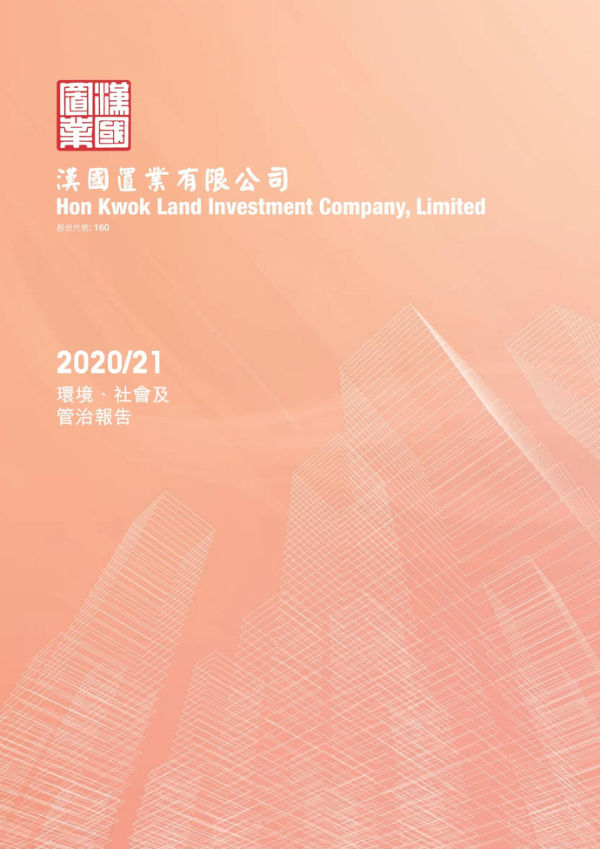 漢國置業
漢國置業有限公司
Hon Kwok Land Investment Company, Limited
股份代號: 160
2020/21
環境、社會及
管治報告